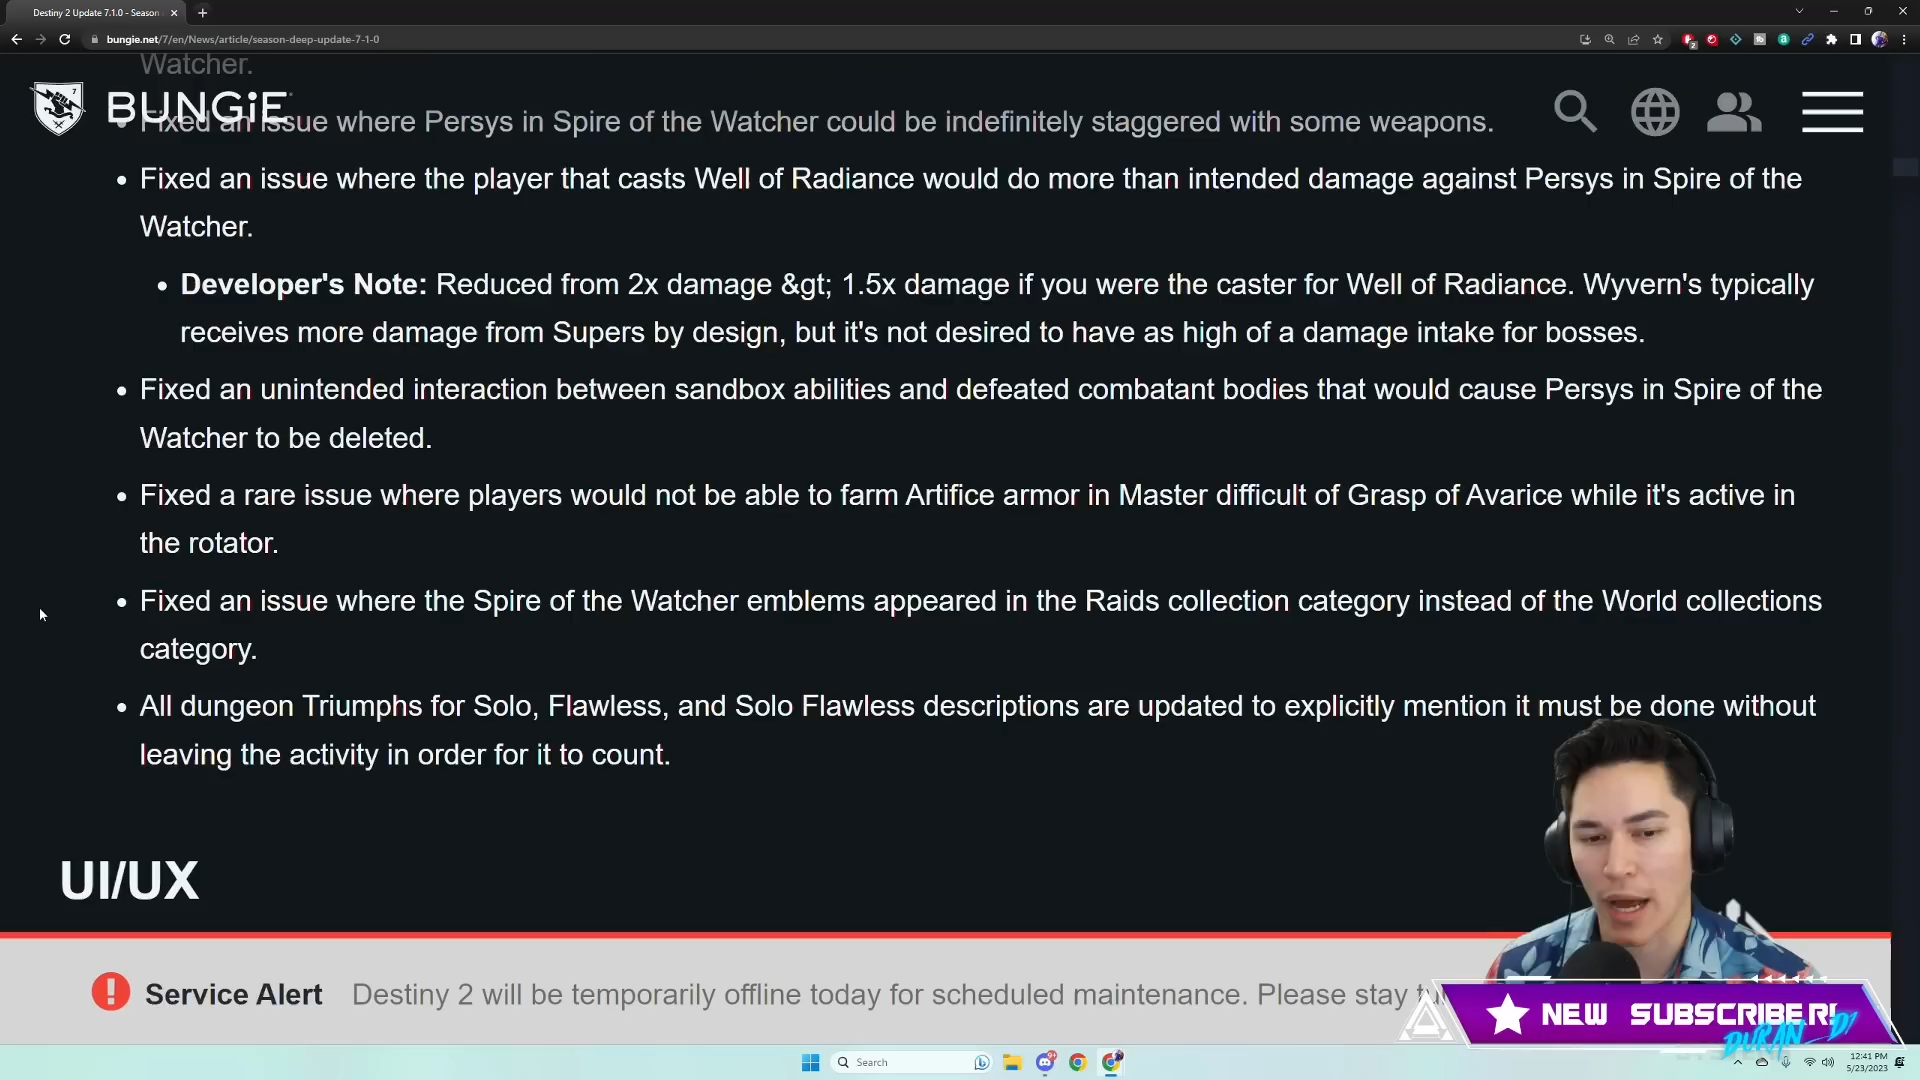 Destiny 2 Update 7.1.0 - Season
bungie.net/7/en/News/article/season-deep-update-7-1-0
Watcher.
BUNGiE
Fixed an issue where Persys in Spire of the Watcher could be indefinitely staggered with some weapons.
Fixed an issue where the player that casts Well of Radiance would do more than intended damage against Persys in Spire of the
Watcher.
Developer's Note: Reduced from 2x damage &gt; 1.5x damage if you were the caster for Well of Radiance. Wyvern's typically
receives more damage from Supers by design, but it's not desired to have as high of a damage intake for bosses.
Fixed an unintended interaction between sandbox abilities and defeated combatant bodies that would cause Persys in Spire of the
Watcher to be deleted.
Fixed a rare issue where players would not be able to farm Artifice armor in Master difficult of Grasp of Avarice while it's active in
the rotator.
Fixed an issue where the Spire of the Watcher emblems appeared in the Raids collection category instead of the World collections
category.
All dungeon Triumphs for Solo, Flawless, and Solo Flawless descriptions are updated to explicitly mention it must be done without
leaving the activity in order for it to count.
UI/UX
Service Alert Destiny 2 will be temporarily offline today for scheduled maintenance. Please stay
NEW SUBSCRIBER!
Search
12:41 PM
5/23/2023